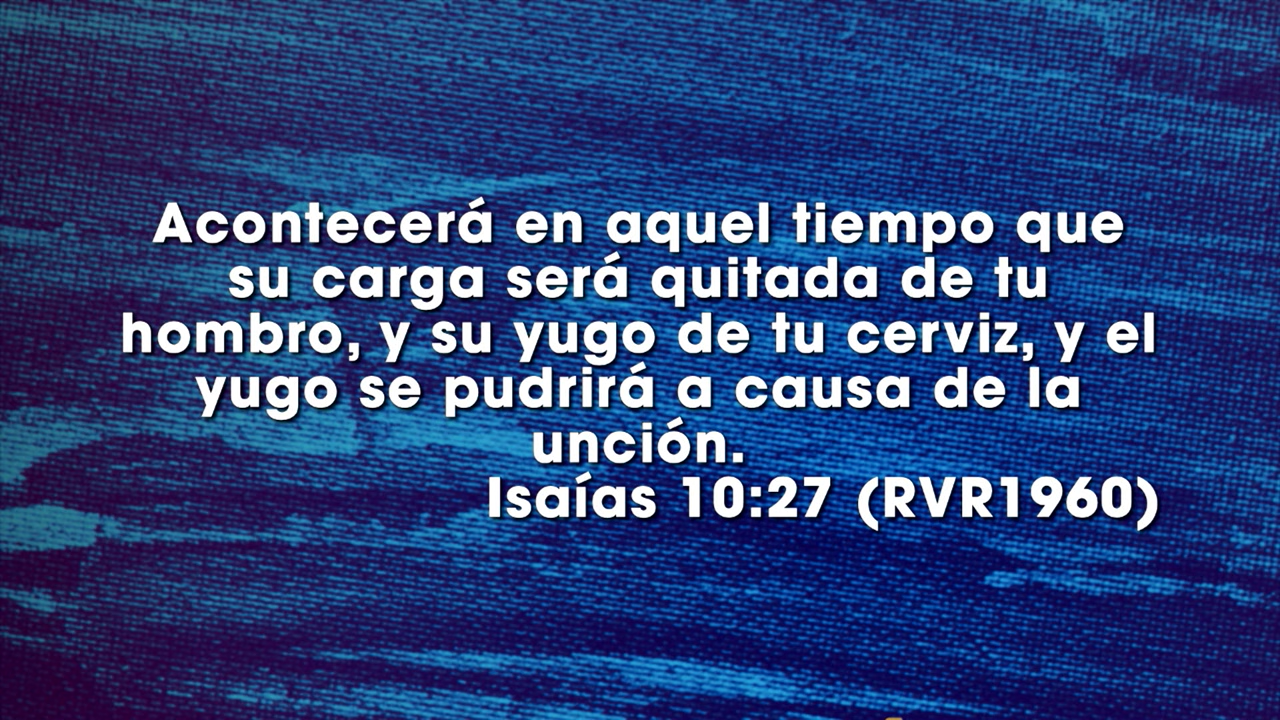 Acontecerá en aquel tiempo que
su carga será quitada de tu
hombro, y su yugo de tu cerviz, y el
yugo se pudrirá a causa de la
unción.
Isaías 10:27 (RVR1960)